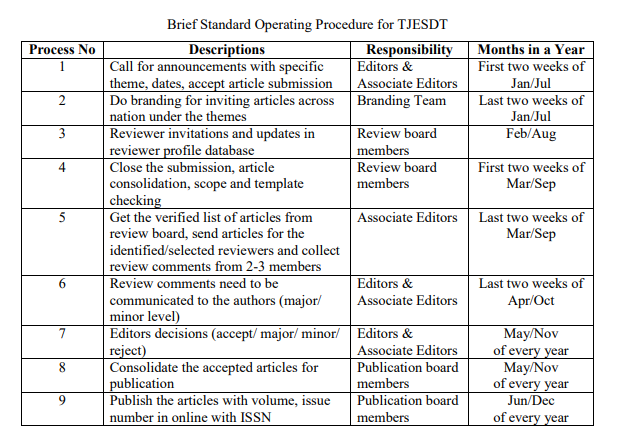 Brief Standard Operating Procedure for TJESDT
Process No Descriptions Responsibility Months in a Year
1 Call for announcements with specific Editors & First two weeks of
theme, dates, accept article submission Associate Editors Jan/Jul
2 Do branding for inviting articles across Branding Team Last two weeks of
nation under the themes Jan/Jul
3 Reviewer invitations and updates in Review board Feb/Aug
reviewer profile database members
4 Close the submission, article Review board First two weeks of
consolidation, scope and template members Mar/Sep
checking
5 Get the verified list of articles from Associate Editors Last two weeks of
review board, send articles for the Mar/Sep
identified/selected reviewers and collect
review comments from 2-3 members
6 Review comments need to be Editors & Last two weeks of
communicated to the authors (major/ Associate Editors Apr/Oct
minor level)
7 Editors decisions (accept/ major/ minor/ Editors & May/Nov
reject) Associate Editors of every year
8 Consolidate the accepted articles for Publication board May/Nov
publication members of every year
9 Publish the articles with volume, issue Publication board Jun/Dec
number in online with ISSN members of every year